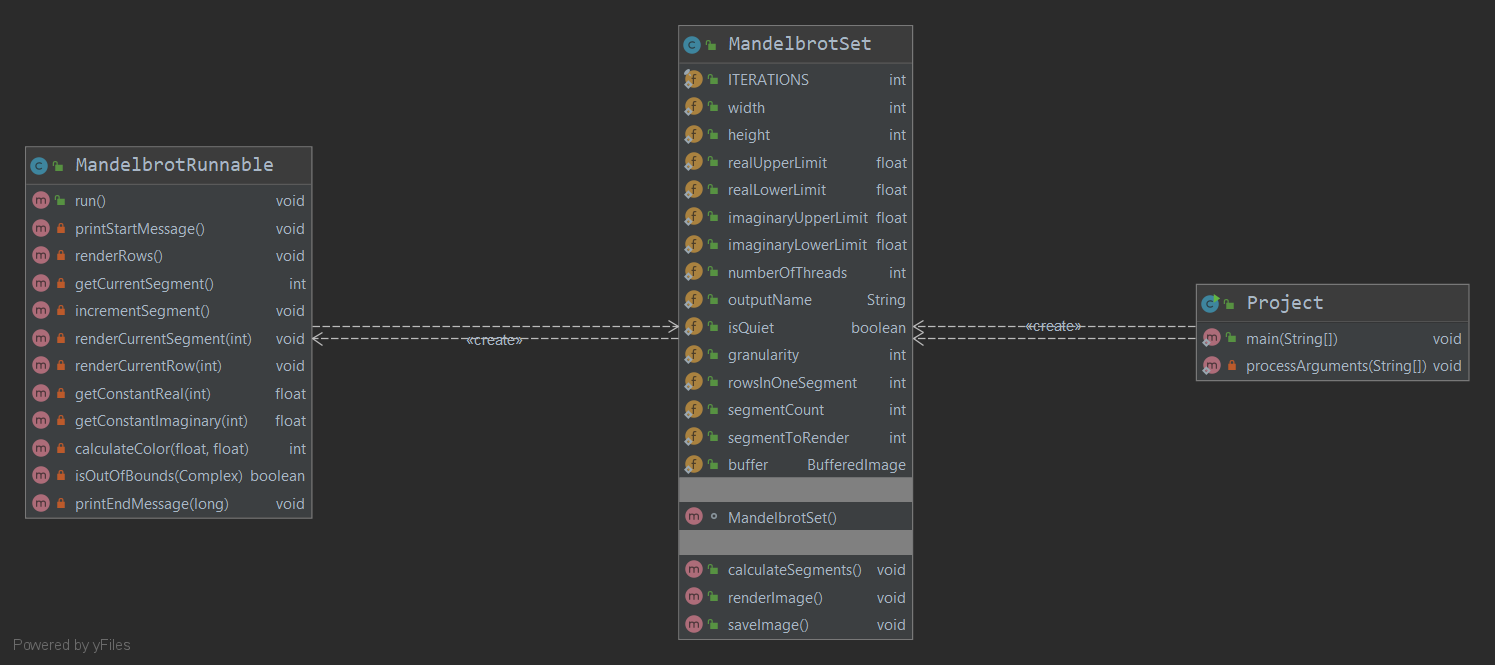 MandelbrotRunnable
run() void
printStartMessage() void
renderRows() void
getCurrentSegment() int
incrementSegment() void
renderCurrentSegment(int) void
renderCurrentRow(int) void
getConstantReal(int) float
getConstantImaginary(int) float
calculateColor(float, float) int
isOutOfBounds(Complex) boolean
printEndMessage(long) void
«create»
MandelbrotSet
ITERATIONS int
width int
height int
realUpperLimit float
realLowerLimit float
imaginaryUpperLimit float
imaginaryLowerLimit float
numberOfThreads int
outputName String
isQuiet boolean
granularity int
rowsInOneSegment int
segmentCount int
segmentToRender int
buffer BufferedImage
MandelbrotSet()
calculateSegments() void
renderImage() void
saveImage() void
«create»
Project
main(String[]) void
processArguments(String[]) void
Powered by yFiles